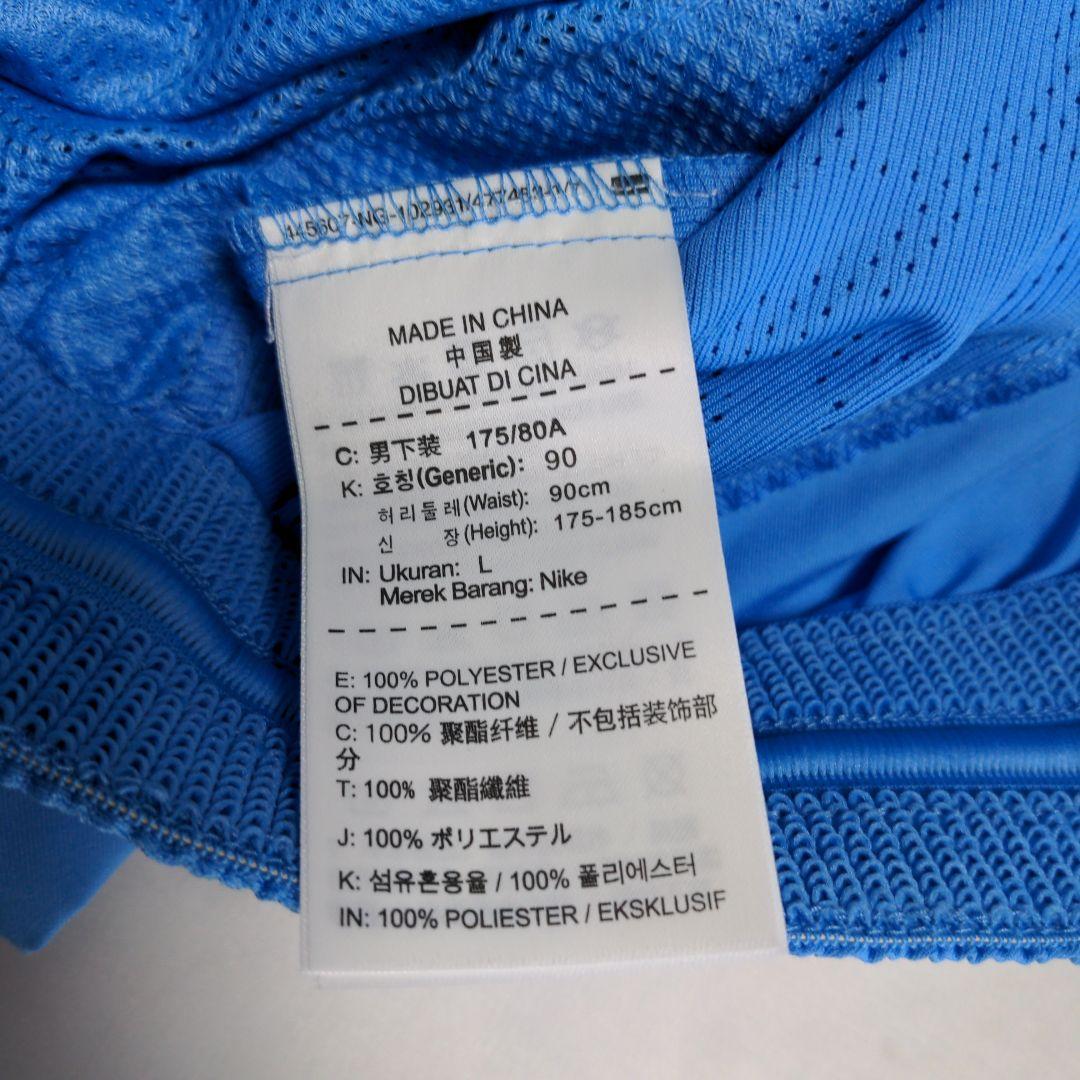 MADE IN CHINA
中国製
DIBUAT DI CINA
C: 男下装 175/80A
K: 호칭(Generic): 90
허리둘레(Waist): 90cm
신 장(Height): 175-185cm
IN: Ukuran: L
Merek Barang: Nike
E: 100% POLYESTER / EXCLUSIVE
OF DECORATION
C: 100% 聚酯纤维 / 不包括装饰部
分
T: 100% 聚酯纖維
J: 100% ポリエステル
K: 섬유혼용율 / 100% 폴리에스터
IN: 100% POLIESTER / EKSKLUSIF